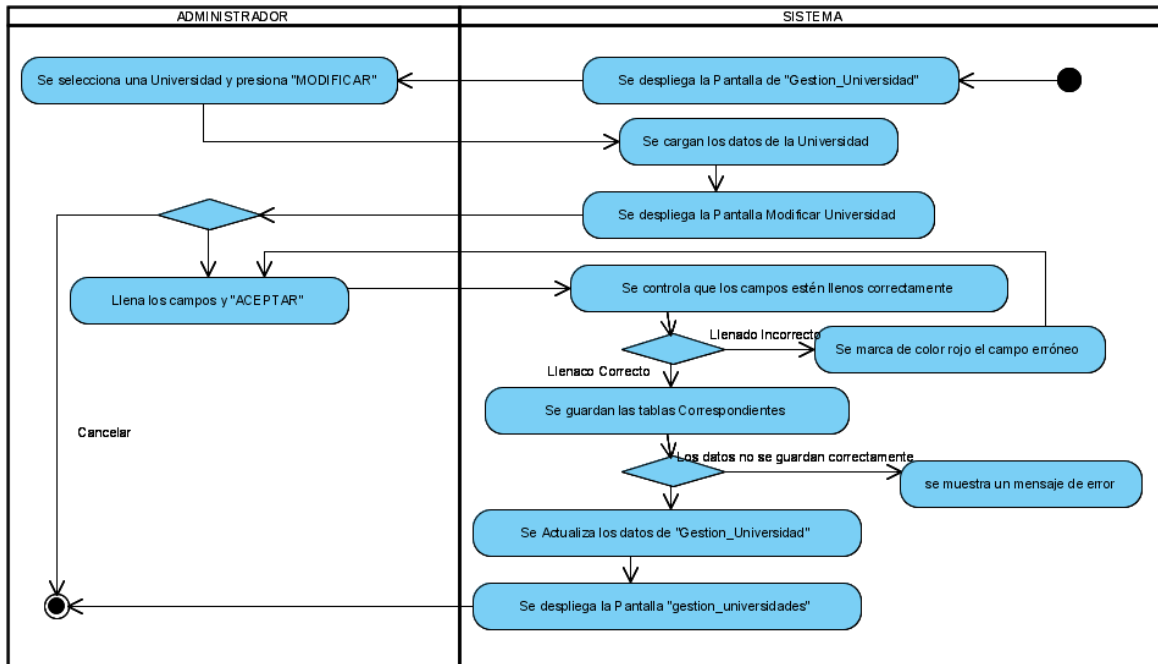 ADMINISTRADOR
SISTEMA
Se selecciona una Universidad y presiona "MODIFICAR"
Se despliega la Pantalla de "Gestion_Universidad"
Se cargan los datos de la Universidad
Se despliega la Pantalla Modificar Universidad
Llena los campos y "ACEPTAR"
Se controla que los campos estén llenos correctamente
Llenado Incorrecto
Se marca de color rojo el campo erróneo
Llenaco Correcto
Se guardan las tablas Correspondientes
Cancelar
Los datos no se guardan correctamente
se muestra un mensaje de error
Se Actualiza los datos de "Gestion_Universidad"
Se despliega la Pantalla "gestion_universidades"